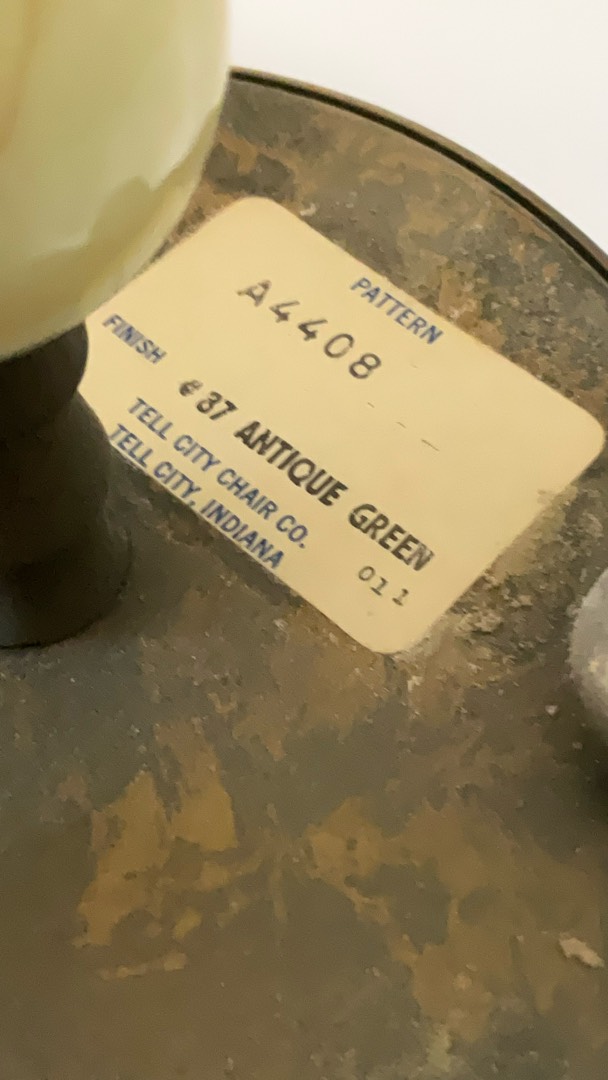 PATTERN
A4408
FINISH
#37 ANTIQUE GREEN
TELL CITY CHAIR CO.
TELL CITY, INDIANA
011